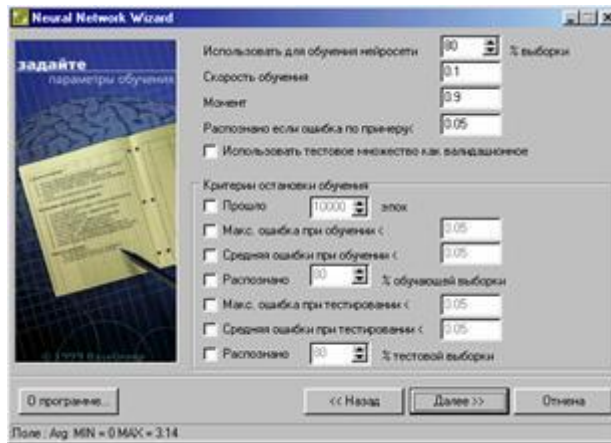 Neural Network Wizard
задайте
параметры обучения
Использовать для обучения нейросети 80 % выборки
Скорость обучения 0.1
Момент 0.9
Распознано если ошибка по примеру< 0.05
Использовать тестовое множество как валидационное
Критерии остановки обучения
Прошло 10000 эпох
Макс. ошибка при обучении < 0.05
Средняя ошибки при обучении < 0.05
Распознано 80 % обучающей выборки
Макс. ошибка при тестировании < 0.05
Средняя ошибки при тестировании < 0.05
Распознано 80 % тестовой выборки
© 1999 BaseGroup
О программе...
<< Назад
Далее >>
Отмена
Поле : Arg MIN = 0 MAX = 3.14